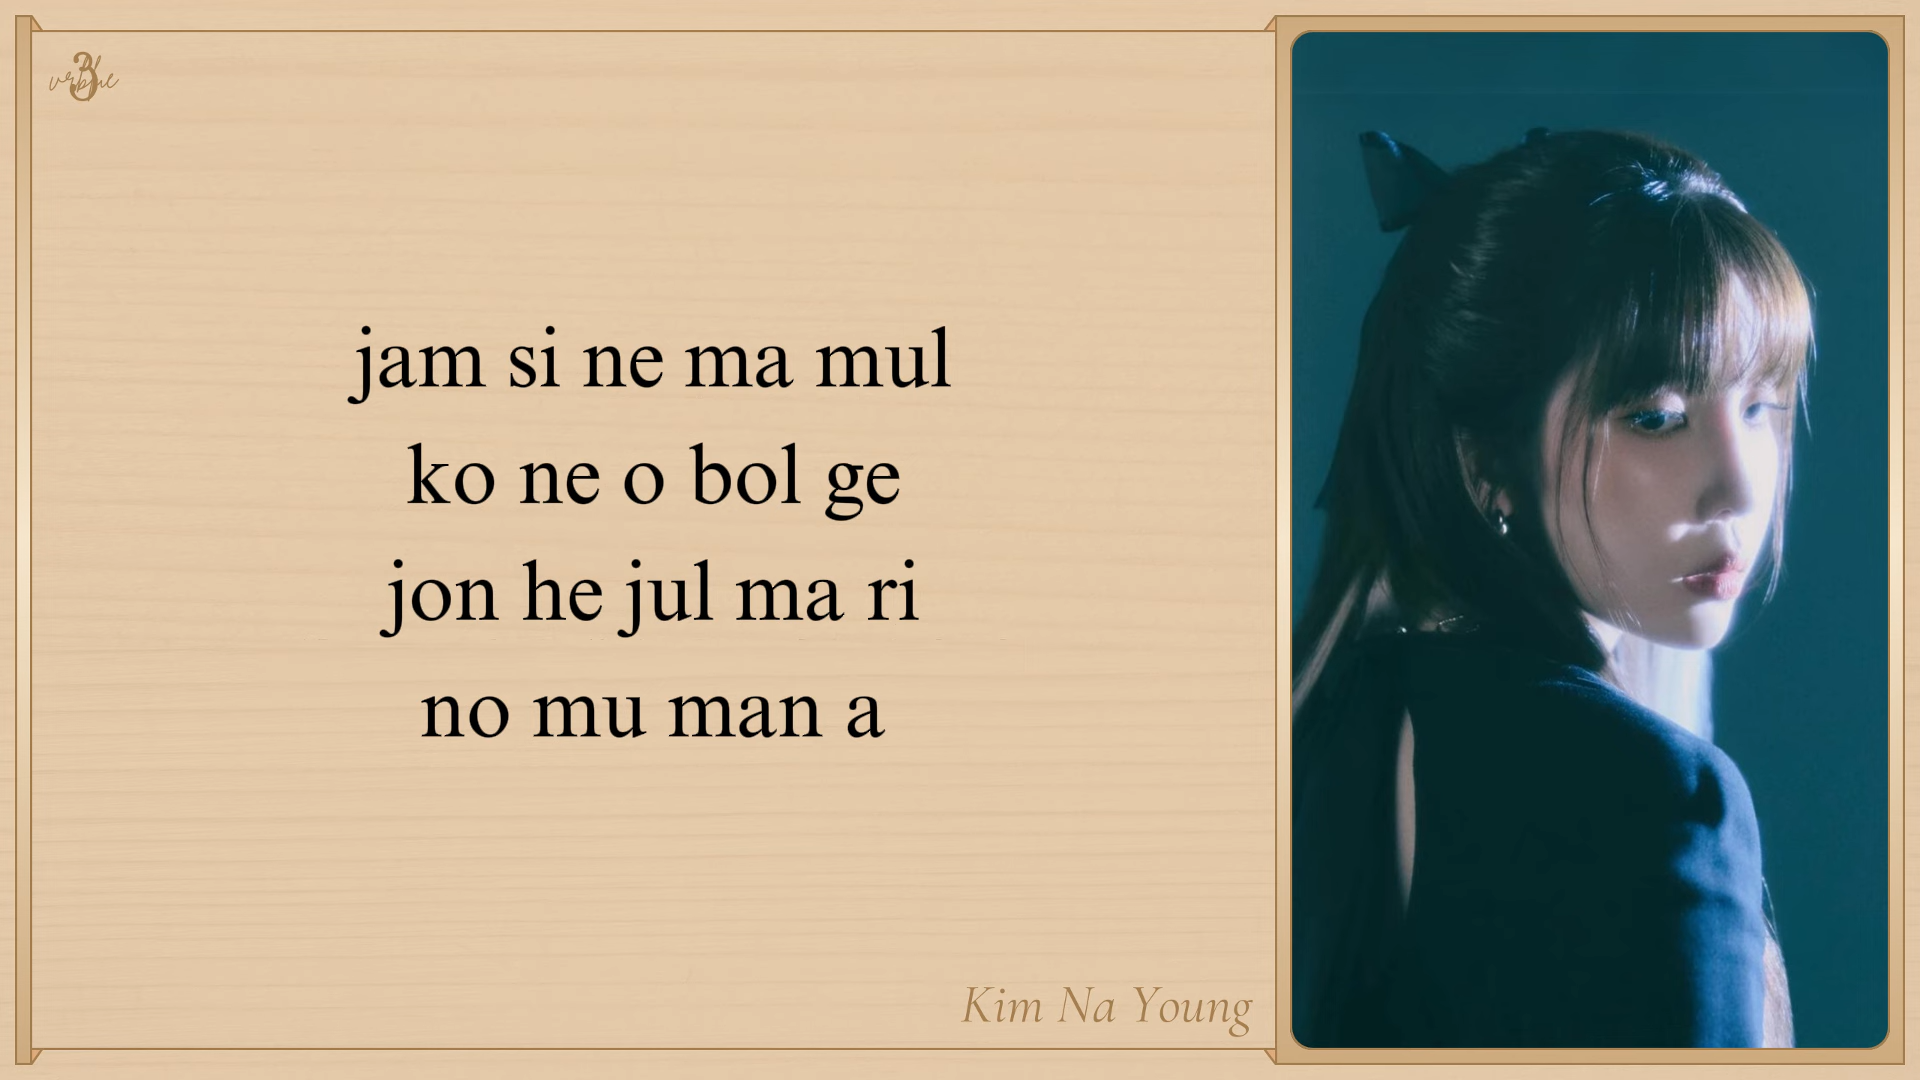 jam si ne ma mul
ko ne o bol ge
jon he jul ma ri
no mu man a
Kim Na Young